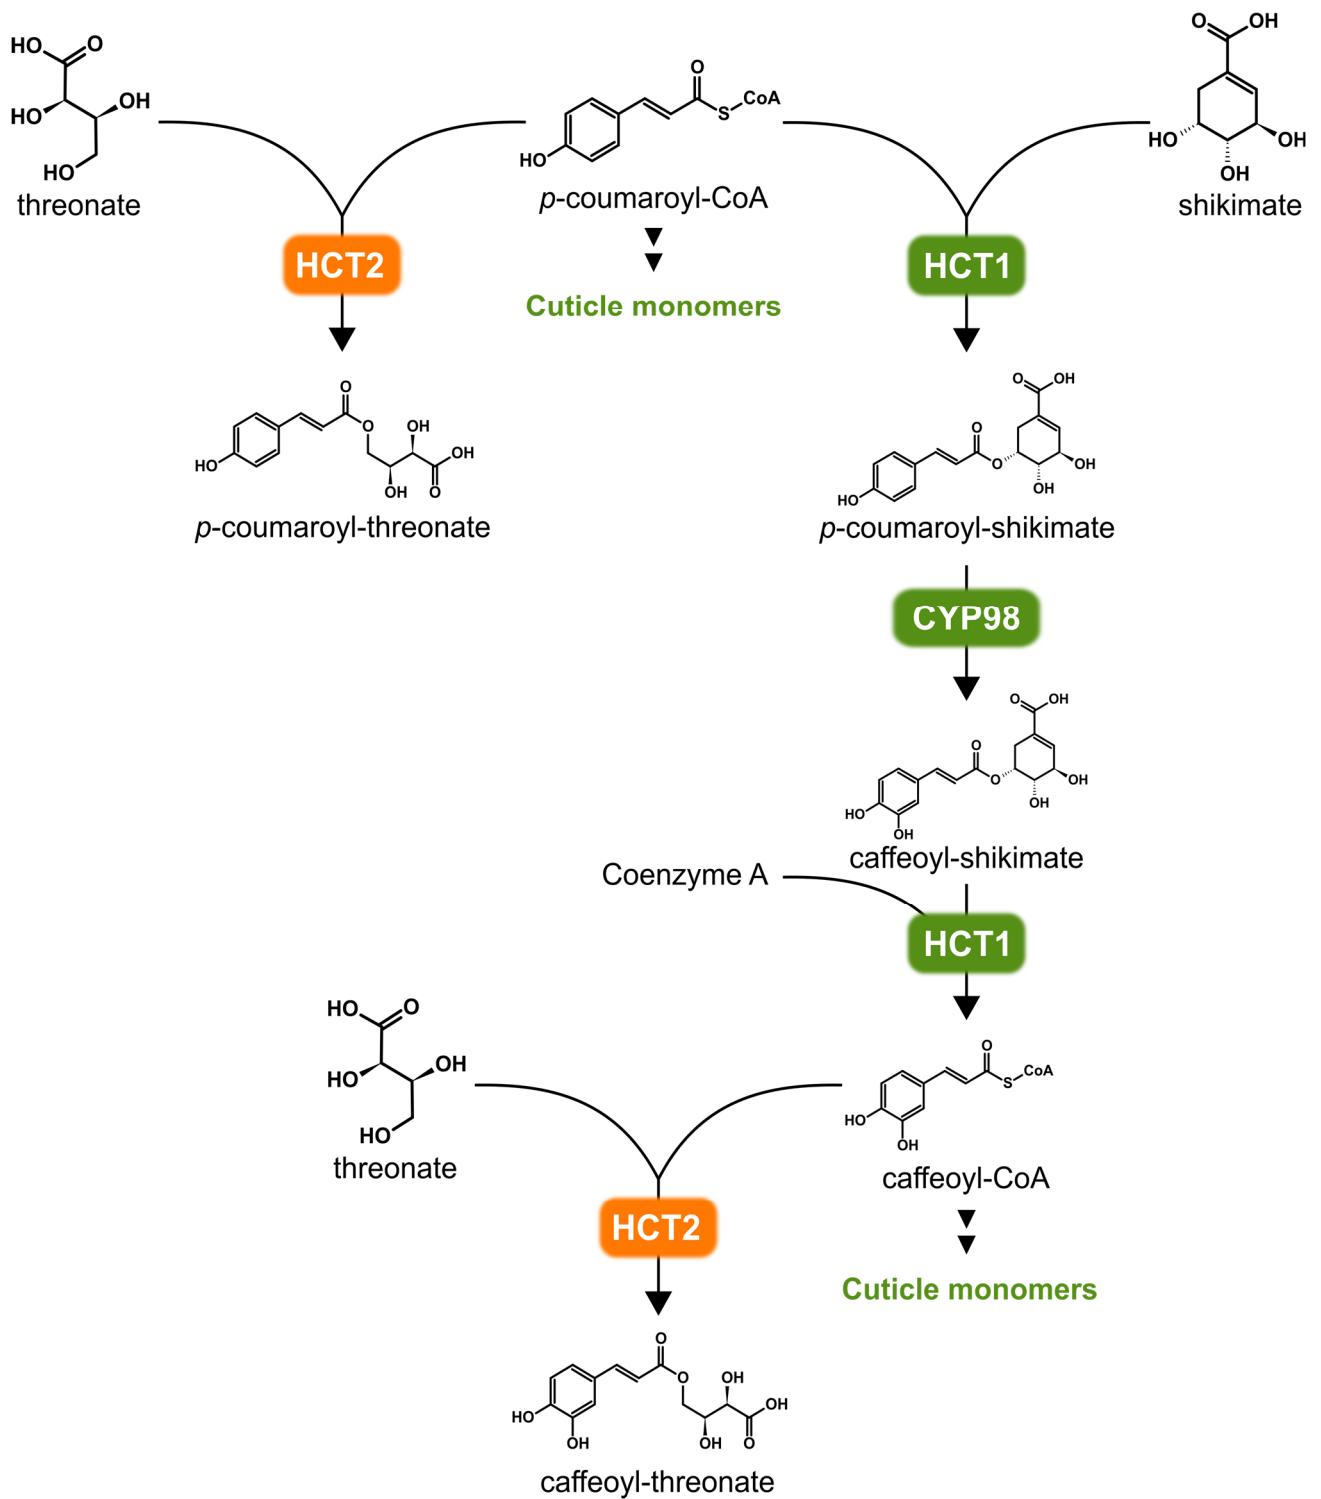 HO
O
HO
OH
HO
threonate
O
S
CoA
HO
p-coumaroyl-CoA
Cuticle monomers
O
OH
HO
OH
OH
shikimate
HCT2
HCT1
O
O
OH
HO
OH
OH
O
p-coumaroyl-threonate
O
OH
O
O
OH
OH
HO
p-coumaroyl-shikimate
CYP98
O
OH
O
O
OH
OH
HO
OH
caffeoyl-shikimate
Coenzyme A
HCT1
HO
O
HO
OH
HO
threonate
O
S
CoA
HO
OH
caffeoyl-CoA
HCT2
Cuticle monomers
O
O
OH
OH
HO
OH
OH
O
caffeoyl-threonate